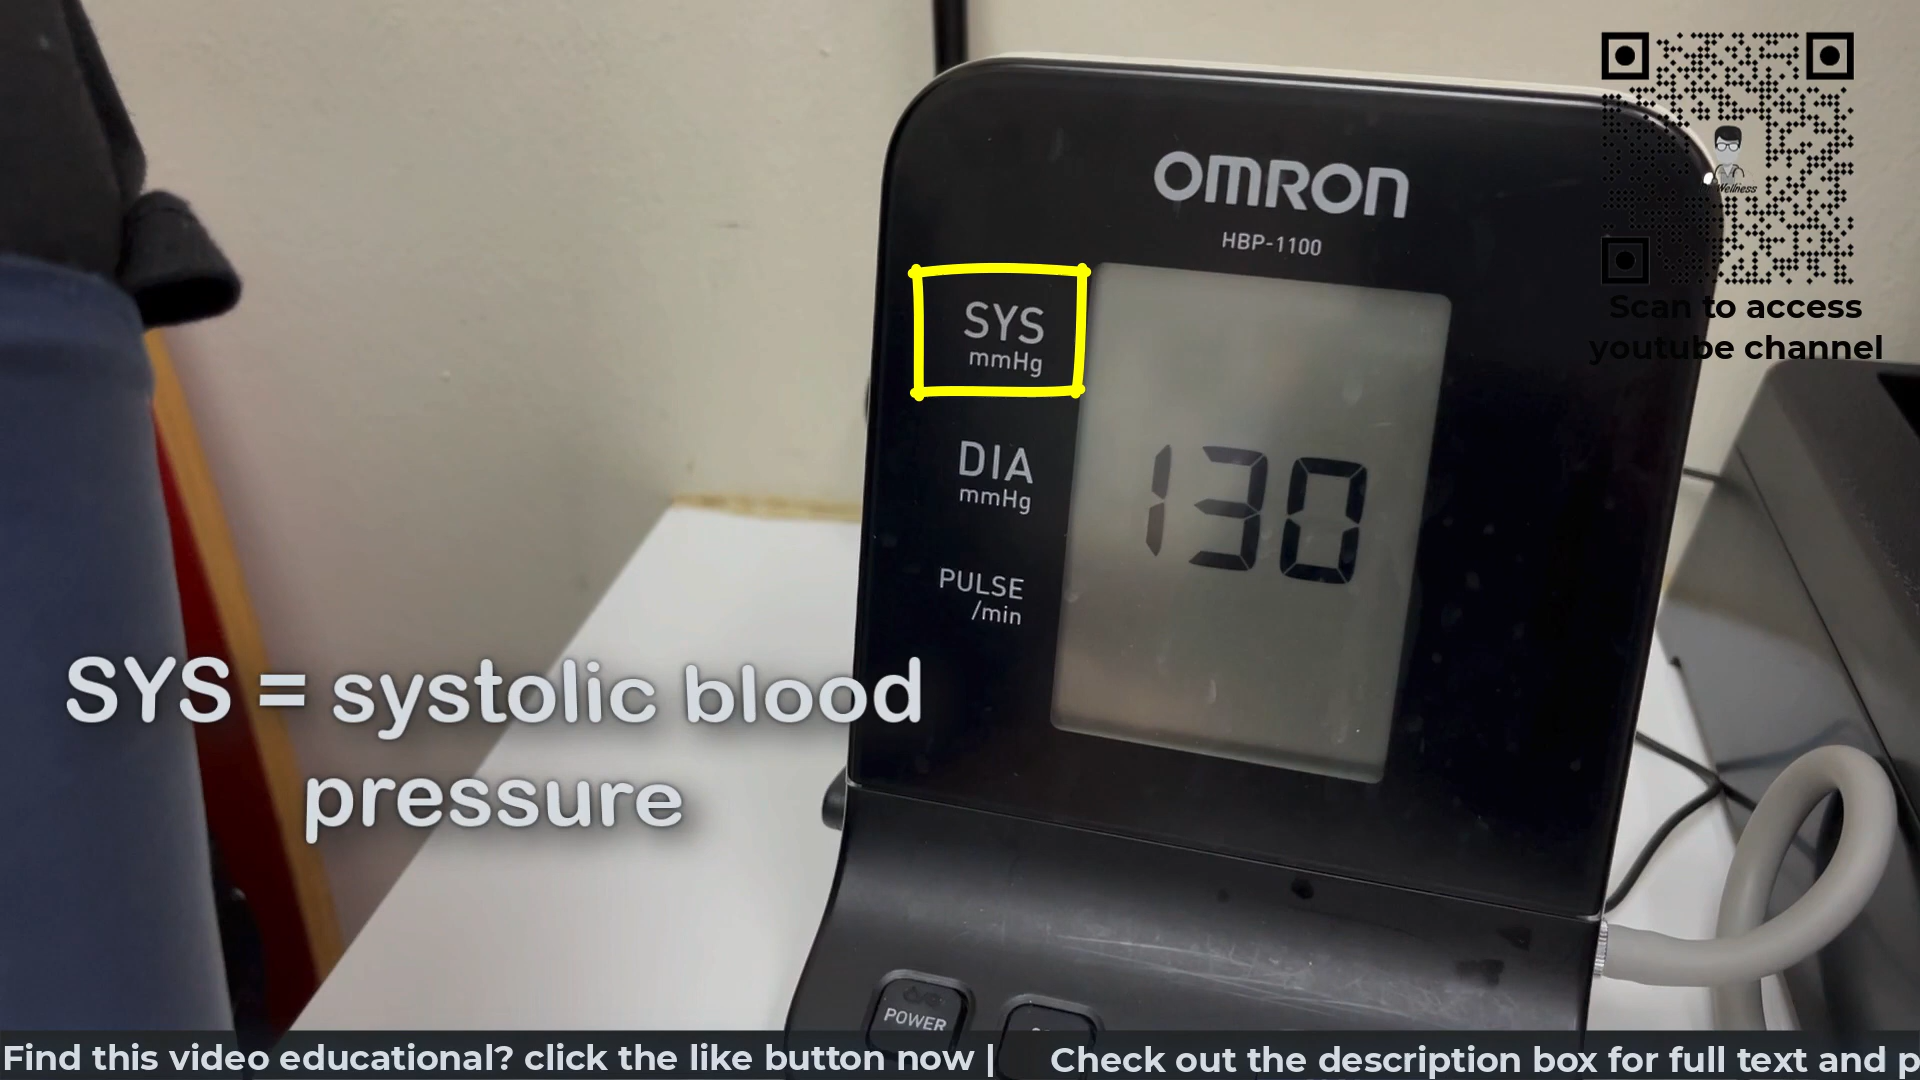 OMRON
HBP-1100
SYS
mmHg
DIA
mmHg
PULSE
/min
130
Wellness
Scan to access
youtube channel
SYS = systolic blood
pressure
POWER
Find this video educational? click the like button now |
Check out the description box for full text and p